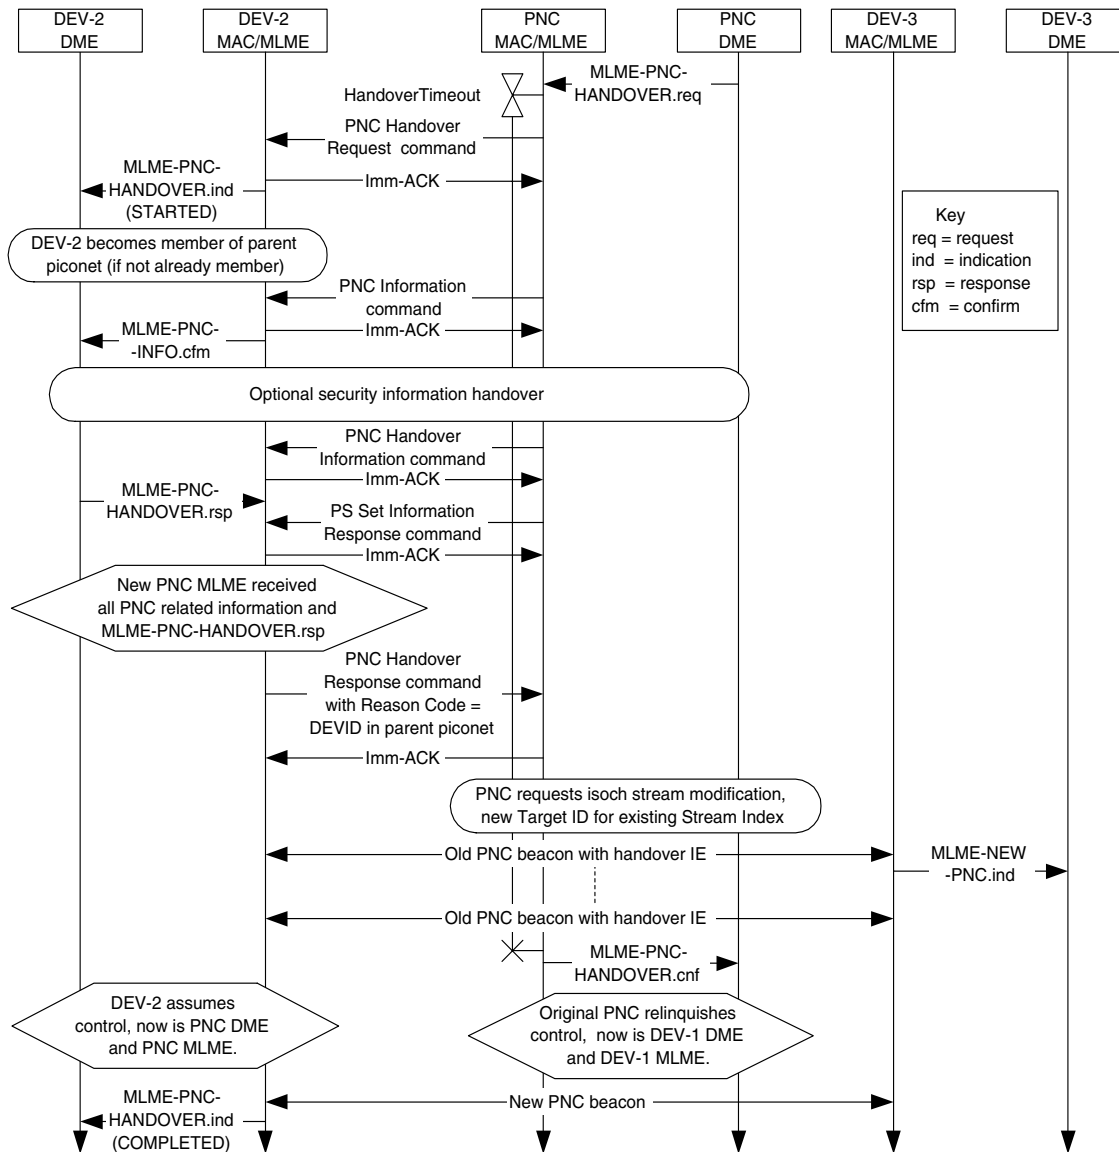 DEV-2
DME
DEV-2
MAC/MLME
PNC
MAC/MLME
PNC
DME
DEV-3
MAC/MLME
DEV-3
DME
MLME-PNC-
HANDOVER.req
HandoverTimeout
PNC Handover
Request command
MLME-PNC-
HANDOVER.ind
(STARTED)
Imm-ACK
Key
req = request
ind = indication
rsp = response
cfm = confirm
DEV-2 becomes member of parent
piconet (if not already member)
PNC Information
command
Imm-ACK
MLME-PNC-
-INFO.cfm
Optional security information handover
PNC Handover
Information command
Imm-ACK
MLME-PNC-
HANDOVER.rsp
PS Set Information
Response command
Imm-ACK
New PNC MLME received
all PNC related information and
MLME-PNC-HANDOVER.rsp
PNC Handover
Response command
with Reason Code =
DEVID in parent piconet
Imm-ACK
PNC requests isoch stream modification,
new Target ID for existing Stream Index
Old PNC beacon with handover IE
MLME-NEW
-PNC.ind
Old PNC beacon with handover IE
MLME-PNC-
HANDOVER.cnf
DEV-2 assumes
control, now is PNC DME
and PNC MLME.
Original PNC relinquishes
control, now is DEV-1 DME
and DEV-1 MLME.
MLME-PNC-
HANDOVER.ind
(COMPLETED)
New PNC beacon